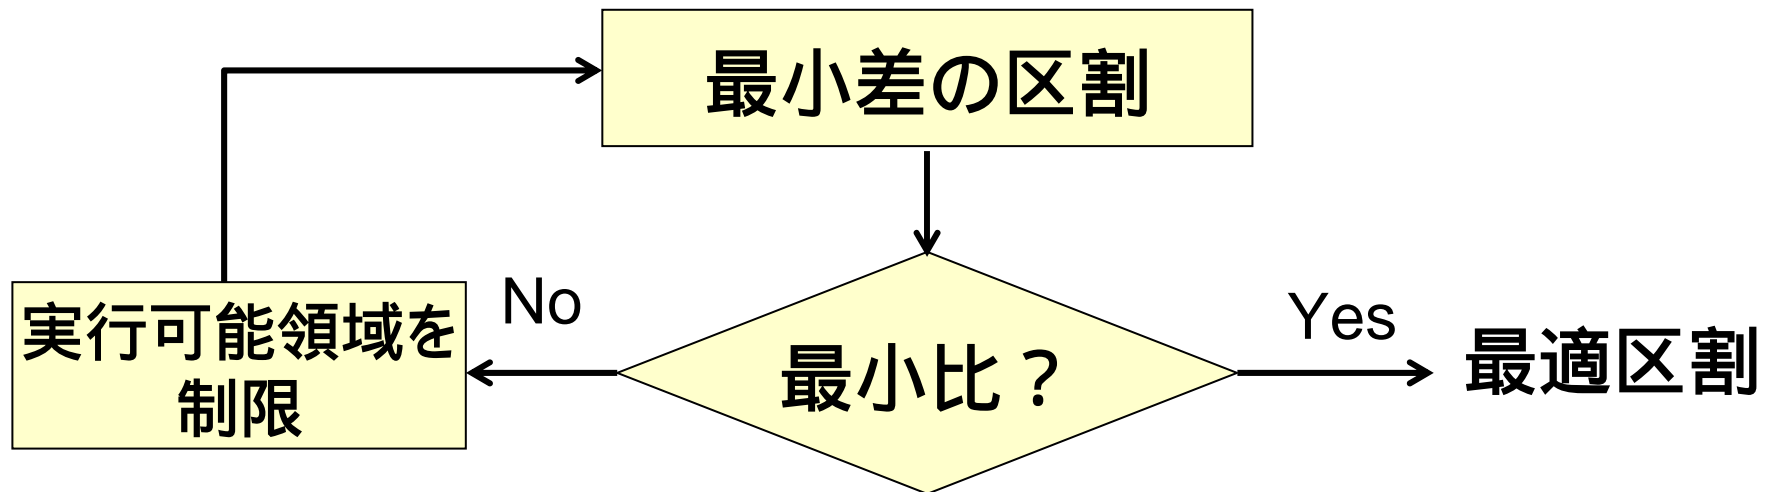 最小差の区割
No
Yes
実行可能領域を
制限
最小比？
最適区割